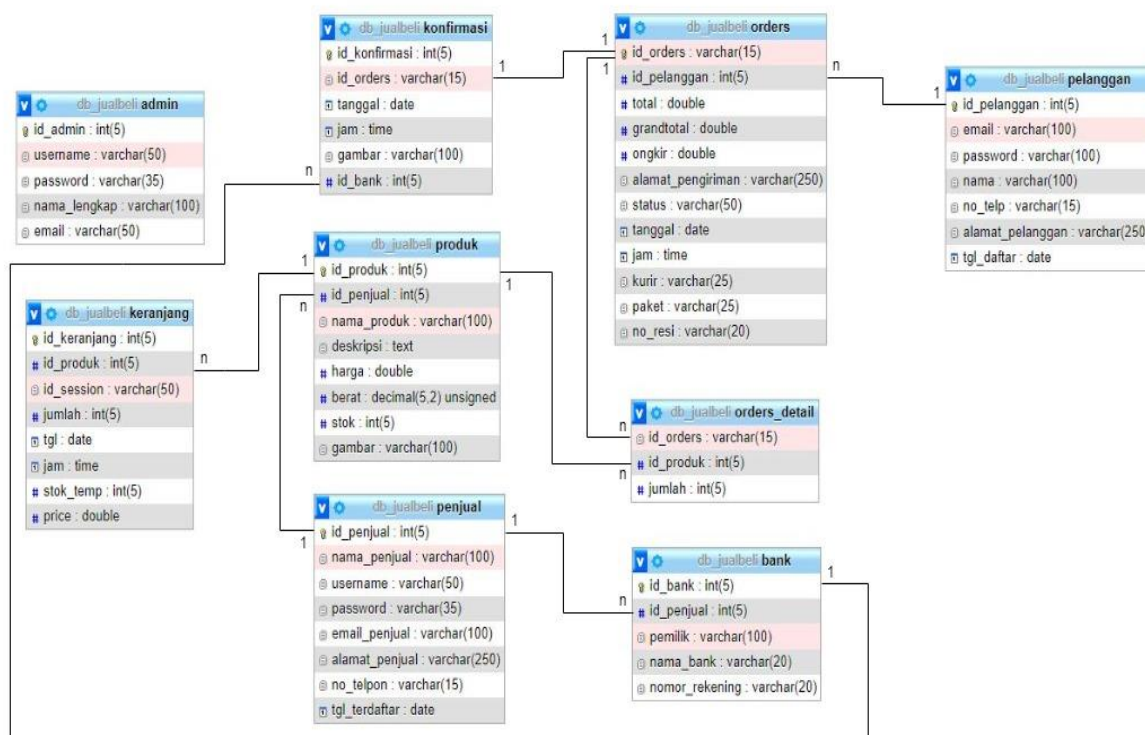 db_jualbeli admin
id_admin : int(5)
username : varchar(50)
password : varchar(35)
nama_lengkap : varchar(100)
email : varchar(50)
db_jualbeli konfirmasi
id_konfirmasi : int(5)
id_orders : varchar(15)
tanggal : date
jam : time
gambar : varchar(100)
id_bank : int(5)
1
n
db_jualbeli orders
id_orders : varchar(15)
id_pelanggan : int(5)
total : double
grandtotal : double
ongkir : double
alamat_pengiriman : varchar(250)
status : varchar(50)
tanggal : date
jam : time
kurir : varchar(25)
paket : varchar(25)
no_resi : varchar(20)
1
1
n
db_jualbeli pelanggan
id_pelanggan : int(5)
email : varchar(100)
password : varchar(100)
nama : varchar(100)
no_telp : varchar(15)
alamat_pelanggan : varchar(250)
tgl_daftar : date
1
db_jualbeli keranjang
id_keranjang : int(5)
id_produk : int(5)
id_session : varchar(50)
jumlah : int(5)
tgl : date
jam : time
stok_temp : int(5)
price : double
n
db_jualbeli produk
id_produk : int(5)
id_penjual : int(5)
nama_produk : varchar(100)
deskripsi : text
harga : double
berat : decimal(5,2) unsigned
stok : int(5)
gambar : varchar(100)
1
n
1
db_jualbeli orders_detail
id_orders : varchar(15)
id_produk : int(5)
jumlah : int(5)
n
n
db_jualbeli penjual
id_penjual : int(5)
nama_penjual : varchar(100)
username : varchar(50)
password : varchar(35)
email_penjual : varchar(100)
alamat_penjual : varchar(250)
no_telpon : varchar(15)
tgl_terdaftar : date
1
1
db_jualbeli bank
id_bank : int(5)
id_penjual : int(5)
pemilik : varchar(100)
nama_bank : varchar(20)
nomor_rekening : varchar(20)
n
1